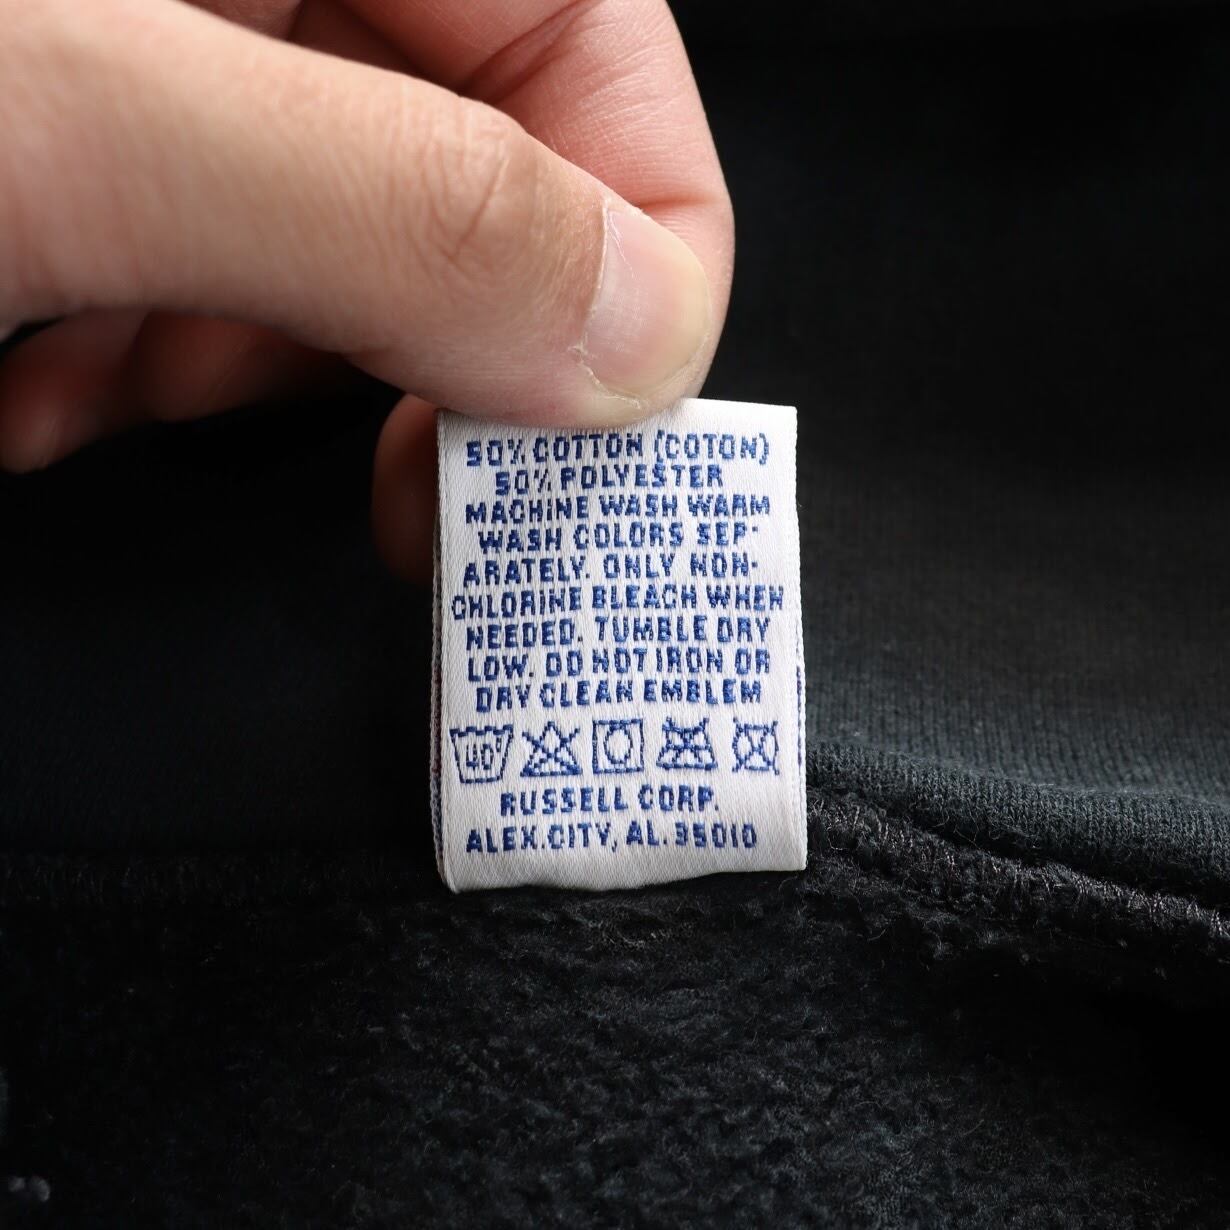 50% COTTON (COTON)
50% POLYESTER
MACHINE WASH WARM
WASH COLORS SEP-
ARATELY. ONLY NON-
CHLORINE BLEACH WHEN
NEEDED. TUMBLE DRY
LOW. DO NOT IRON OR
DRY CLEAN EMBLEM
40°
RUSSELL CORP.
ALEX.CITY, AL. 35010